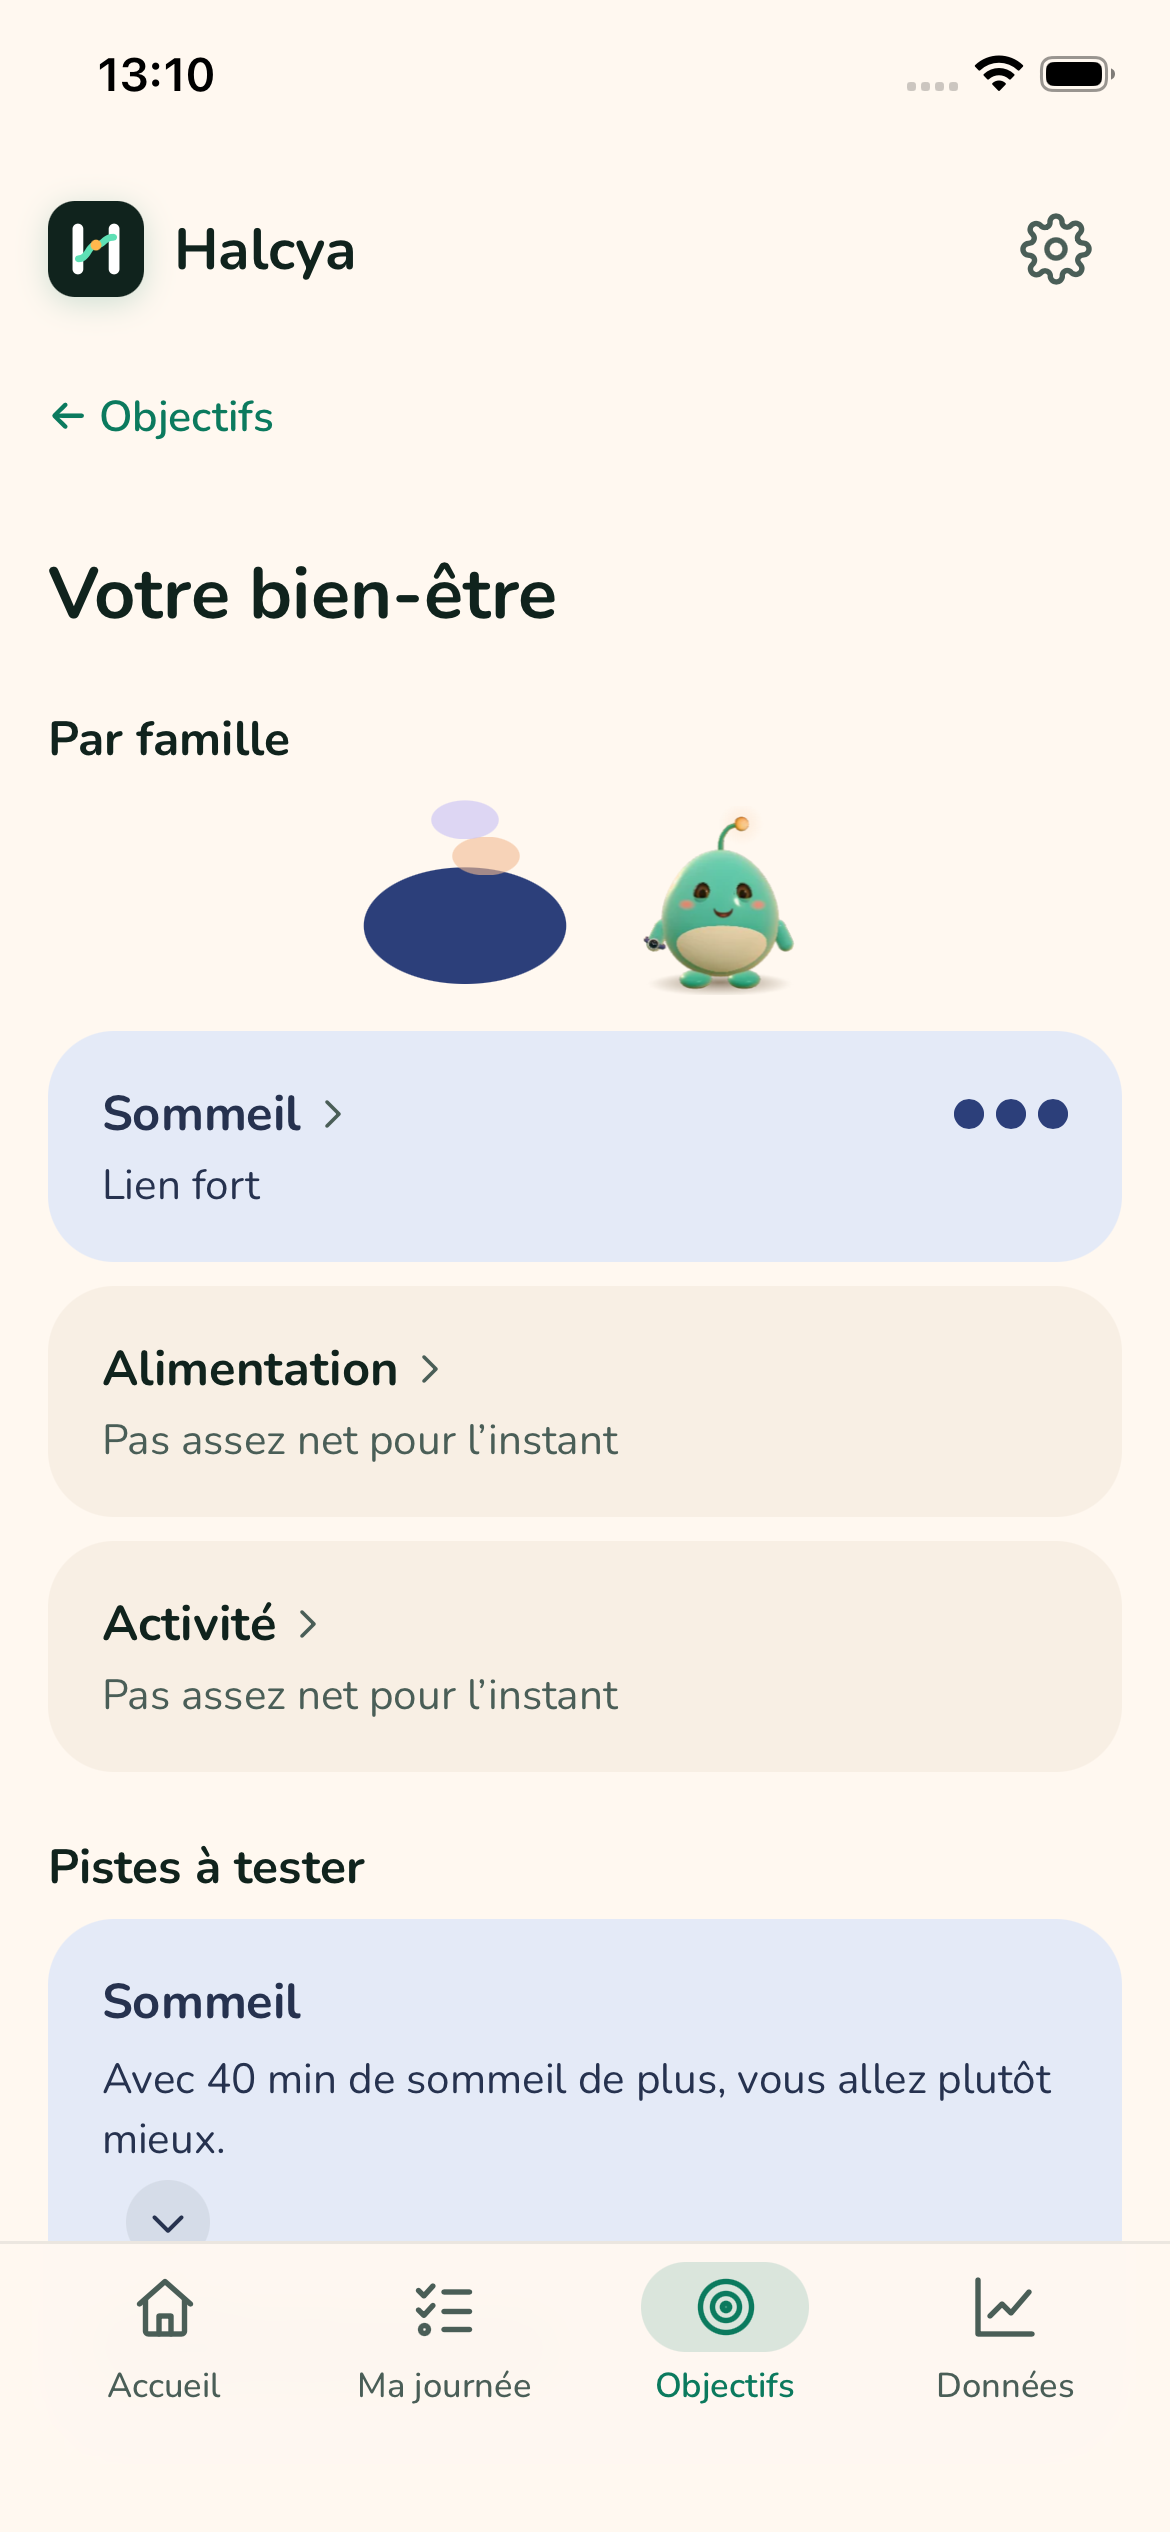 13:10
Halcya
← Objectifs
Votre bien-être
Par famille
Sommeil >
Lien fort
Alimentation >
Pas assez net pour l’instant
Activité >
Pas assez net pour l’instant
Pistes à tester
Sommeil
Avec 40 min de sommeil de plus, vous allez plutôt
mieux.
Accueil
Ma journée
Objectifs
Données